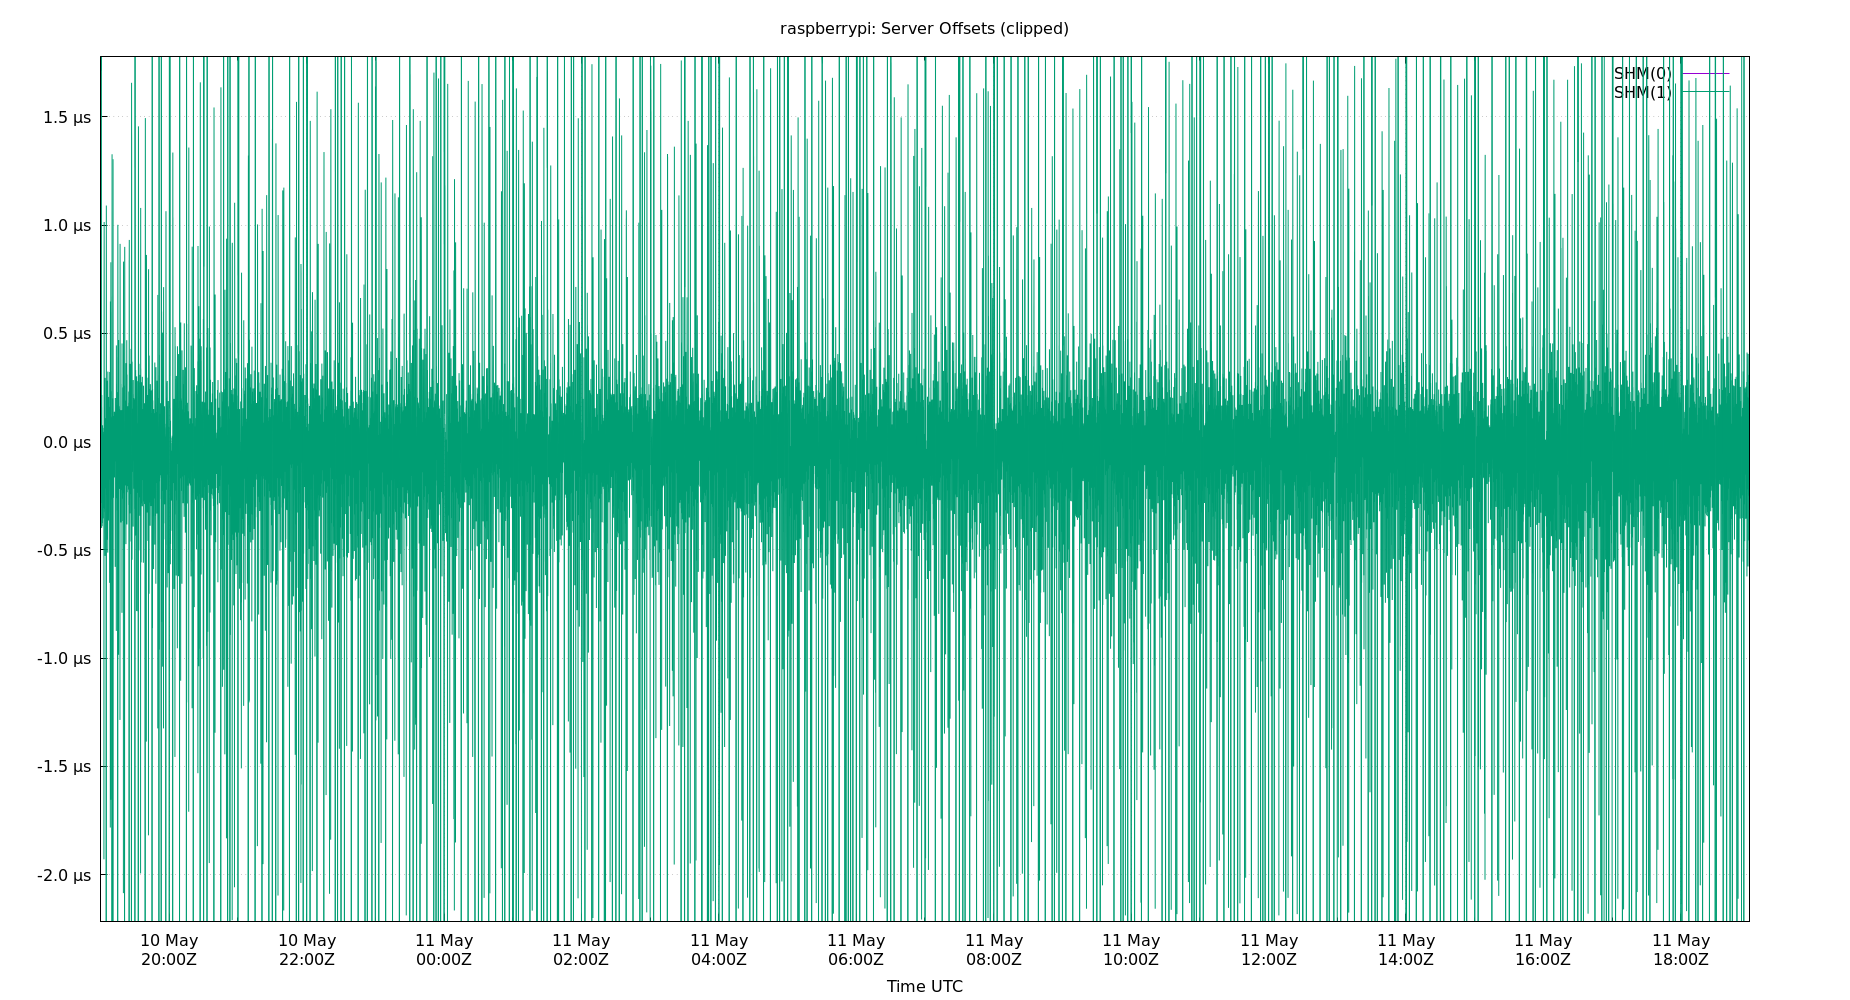 raspberrypi: Server Offsets (clipped)
SHM(0)
SHM(1)
1.5 µs
1.0 µs
0.5 µs
0.0 µs
-0.5 µs
-1.0 µs
-1.5 µs
-2.0 µs
10 May 10 May 11 May 11 May 11 May 11 May 11 May 11 May 11 May 11 May 11 May 11 May
20:00Z 22:00Z 00:00Z 02:00Z 04:00Z 06:00Z 08:00Z 10:00Z 12:00Z 14:00Z 16:00Z 18:00Z
Time UTC